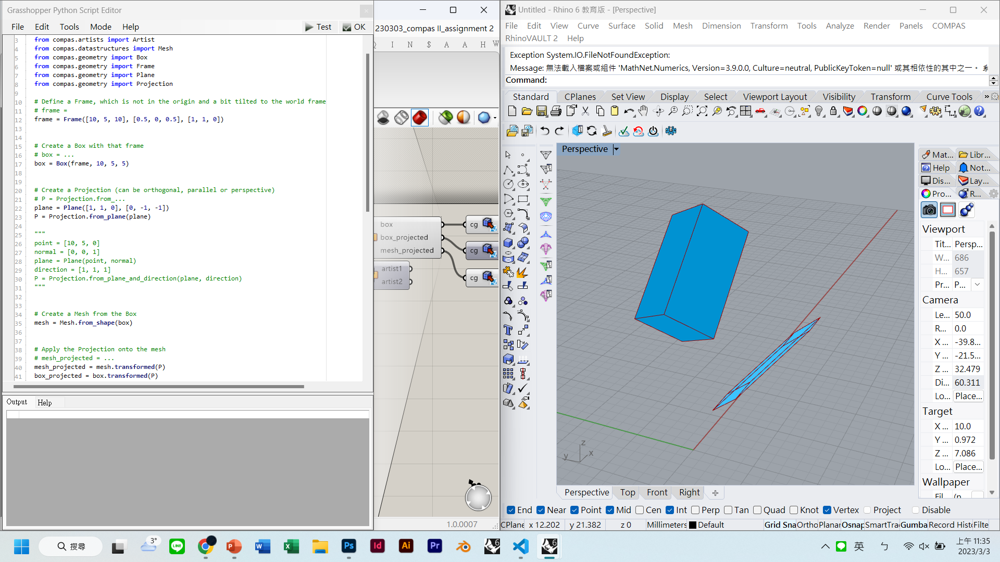 Grasshopper Python Script Editor
File Edit Tools Mode Help
Test OK
3 from compas.artists import Artist
4 from compas.datastructures import Mesh
5 from compas.geometry import Box
6 from compas.geometry import Frame
7 from compas.geometry import Plane
8 from compas.geometry import Projection
9
10 # Define a Frame, which is not in the origin and a bit tilted to the world frame
11 # frame =
12 frame = Frame([10, 5, 10], [0.5, 0, 0.5], [1, 1, 0])
13
14
15 # Create a Box with that frame
16 # box = ...
17 box = Box(frame, 10, 5, 5)
18
19
20 # Create a Projection (can be orthogonal, parallel or perspective)
21 # P = Projection.from_...
22 plane = Plane([1, 1, 0], [0, -1, -1])
23 P = Projection.from_plane(plane)
24
25 """
26 point = [10, 5, 0]
27 normal = [0, 0, 1]
28 plane = Plane(point, normal)
29 direction = [1, 1, 1]
30 P = Projection.from_plane_and_direction(plane, direction)
31 """
32
33
34 # Create a Mesh from the Box
35 mesh = Mesh.from_shape(box)
36
37
38 # Apply the Projection onto the mesh
39 # mesh_projected = ...
40 mesh_projected = mesh.transformed(P)
41 box_projected = box.transformed(P)
Output Help
230303_compas II_assignment 2
I N $ A A H W
box
box_projected
mesh_projected
cg
cg
cg
artist1
artist2
1.0.0007
Untitled - Rhino 6 教育版 - [Perspective]
File Edit View Curve Surface Solid Mesh Dimension Transform Tools Analyze Render Panels COMPAS
RhinoVAULT 2 Help
Exception System.IO.FileNotFoundException:
Message: 無法載入檔案或組件 'MathNet.Numerics, Version=3.9.0.0, Culture=neutral, PublicKeyToken=null' 或其相依性的其中之一。
Command:
Standard CPlanes Set View Display Select Viewport Layout Visibility Transform Curve Tools »
Perspective
z
y x
Perspective Top Front Right
Mat... Libr...
Help Not...
Dis... Lay...
Pro... R...
Viewport
Tit... Persp...
W... 686
H... 657
Pr... P...
Camera
Le... 50.0
R... 0.0
X ... -39.8...
Y ... -21.5...
Z ... 32.479
Di... 60.311
Lo... Place...
Target
X ... 10.0
Y ... 0.972
Z ... 7.086
Lo... Place...
Wallpaper
End Near Point Mid Cen Int Perp Tan Quad Knot Vertex Project Disable
CPlane x 12.202 y 21.382 z 0 Millimeters Default Grid Sna Ortho Planar Osnap SmartTra Gumba Record Hist Filte
搜尋
3°
LINE
Ps Id Ai Pr
6 6
英 ㄅ
上午 11:35
2023/3/3